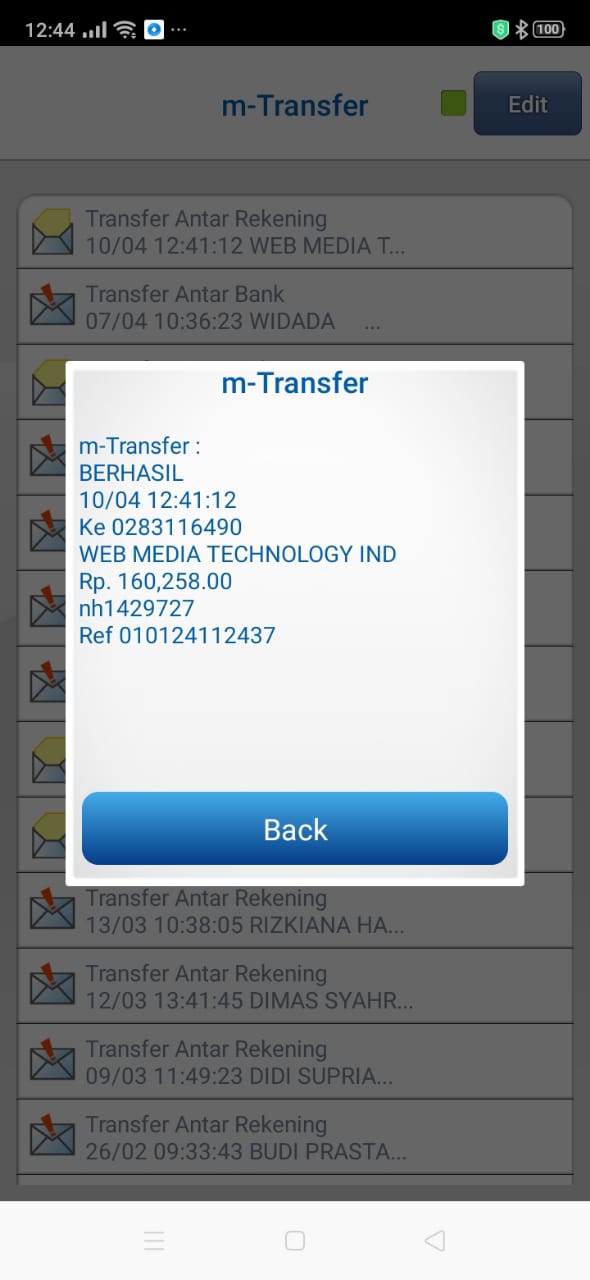 12:44
100
m-Transfer
Edit
Transfer Antar Rekening
10/04 12:41:12 WEB MEDIA T...
Transfer Antar Bank
07/04 10:36:23 WIDADA ...
m-Transfer
m-Transfer :
BERHASIL
10/04 12:41:12
Ke 0283116490
WEB MEDIA TECHNOLOGY IND
Rp. 160,258.00
nh1429727
Ref 010124112437
Back
Transfer Antar Rekening
13/03 10:38:05 RIZKIANA HA...
Transfer Antar Rekening
12/03 13:41:45 DIMAS SYAHR...
Transfer Antar Rekening
09/03 11:49:23 DIDI SUPRIA...
Transfer Antar Rekening
26/02 09:33:43 BUDI PRASTA...